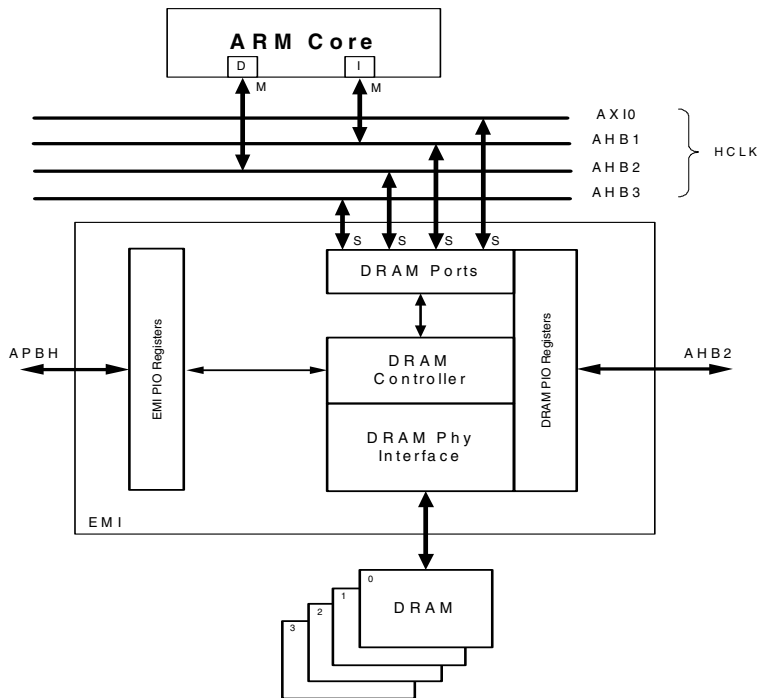 ARM Core
D
I
M
M
AXI0
AHB1
AHB2
AHB3
HCLK
S
S
S
S
DRAM Ports
APBH
EMI PIO Registers
DRAM
Controller
DRAM PIO Registers
AHB2
DRAM Phy
Interface
EMI
0
DRAM
1
2
3